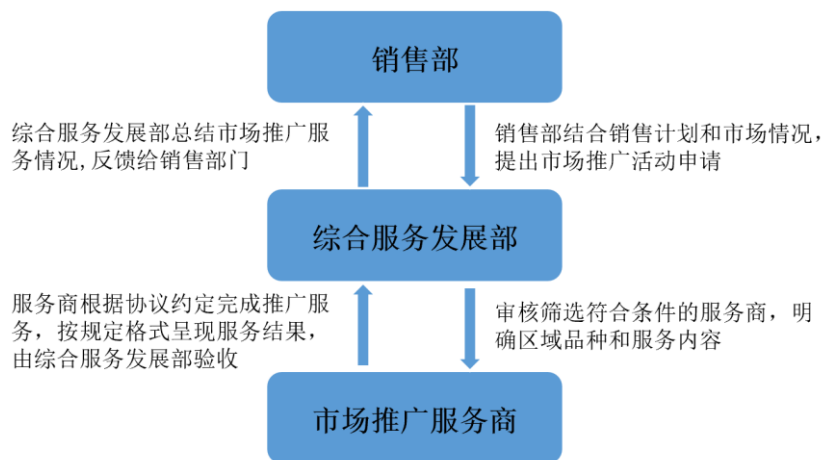 销售部
综合服务发展部总结市场推广服
务情况,反馈给销售部门
销售部结合销售计划和市场情况，
提出市场推广活动申请
综合服务发展部
服务商根据协议约定完成推广服
务，按规定格式呈现服务结果，
由综合服务发展部验收
审核筛选符合条件的服务商，明
确区域品种和服务内容
市场推广服务商